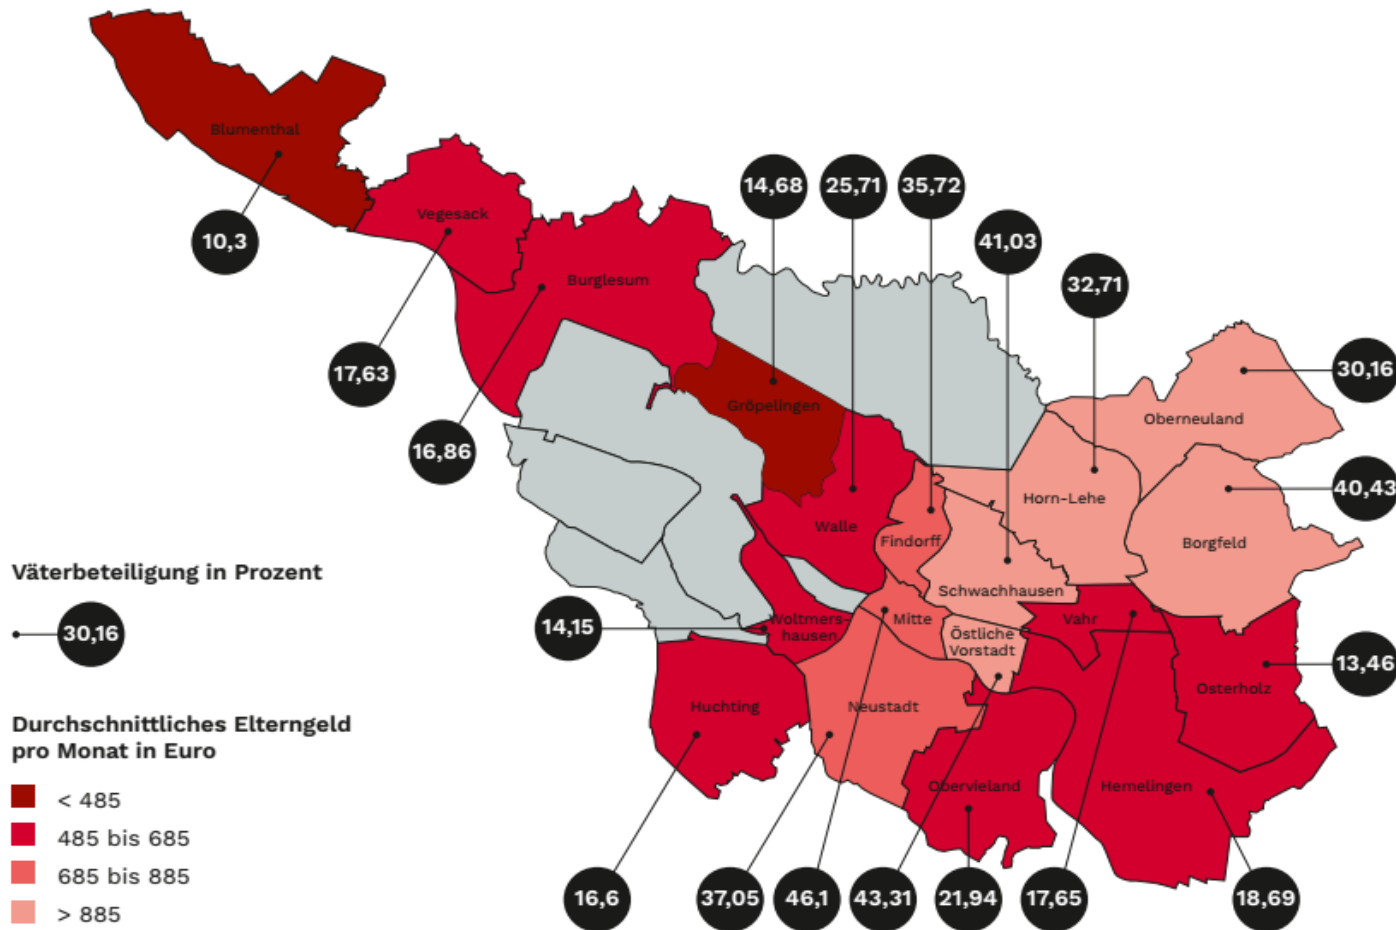 Blumenthal
10,3
Vegesack
17,63
Burglesum
16,86
14,68
25,71
35,72
41,03
32,71
30,16
40,43
Gröpelingen
Oberneuland
Horn-Lehe
Borgfeld
Walle
Findorff
Schwachhausen
Mitte
Östliche
Vorstadt
Vahr
Woltmers-
hausen
14,15
Osterholz
13,46
Huchting
Neustadt
Obervieland
Hemelingen
16,6
37,05
46,1
43,31
21,94
17,65
18,69
Väterbeteiligung in Prozent
30,16
Durchschnittliches Elterngeld
pro Monat in Euro
< 485
485 bis 685
685 bis 885
> 885